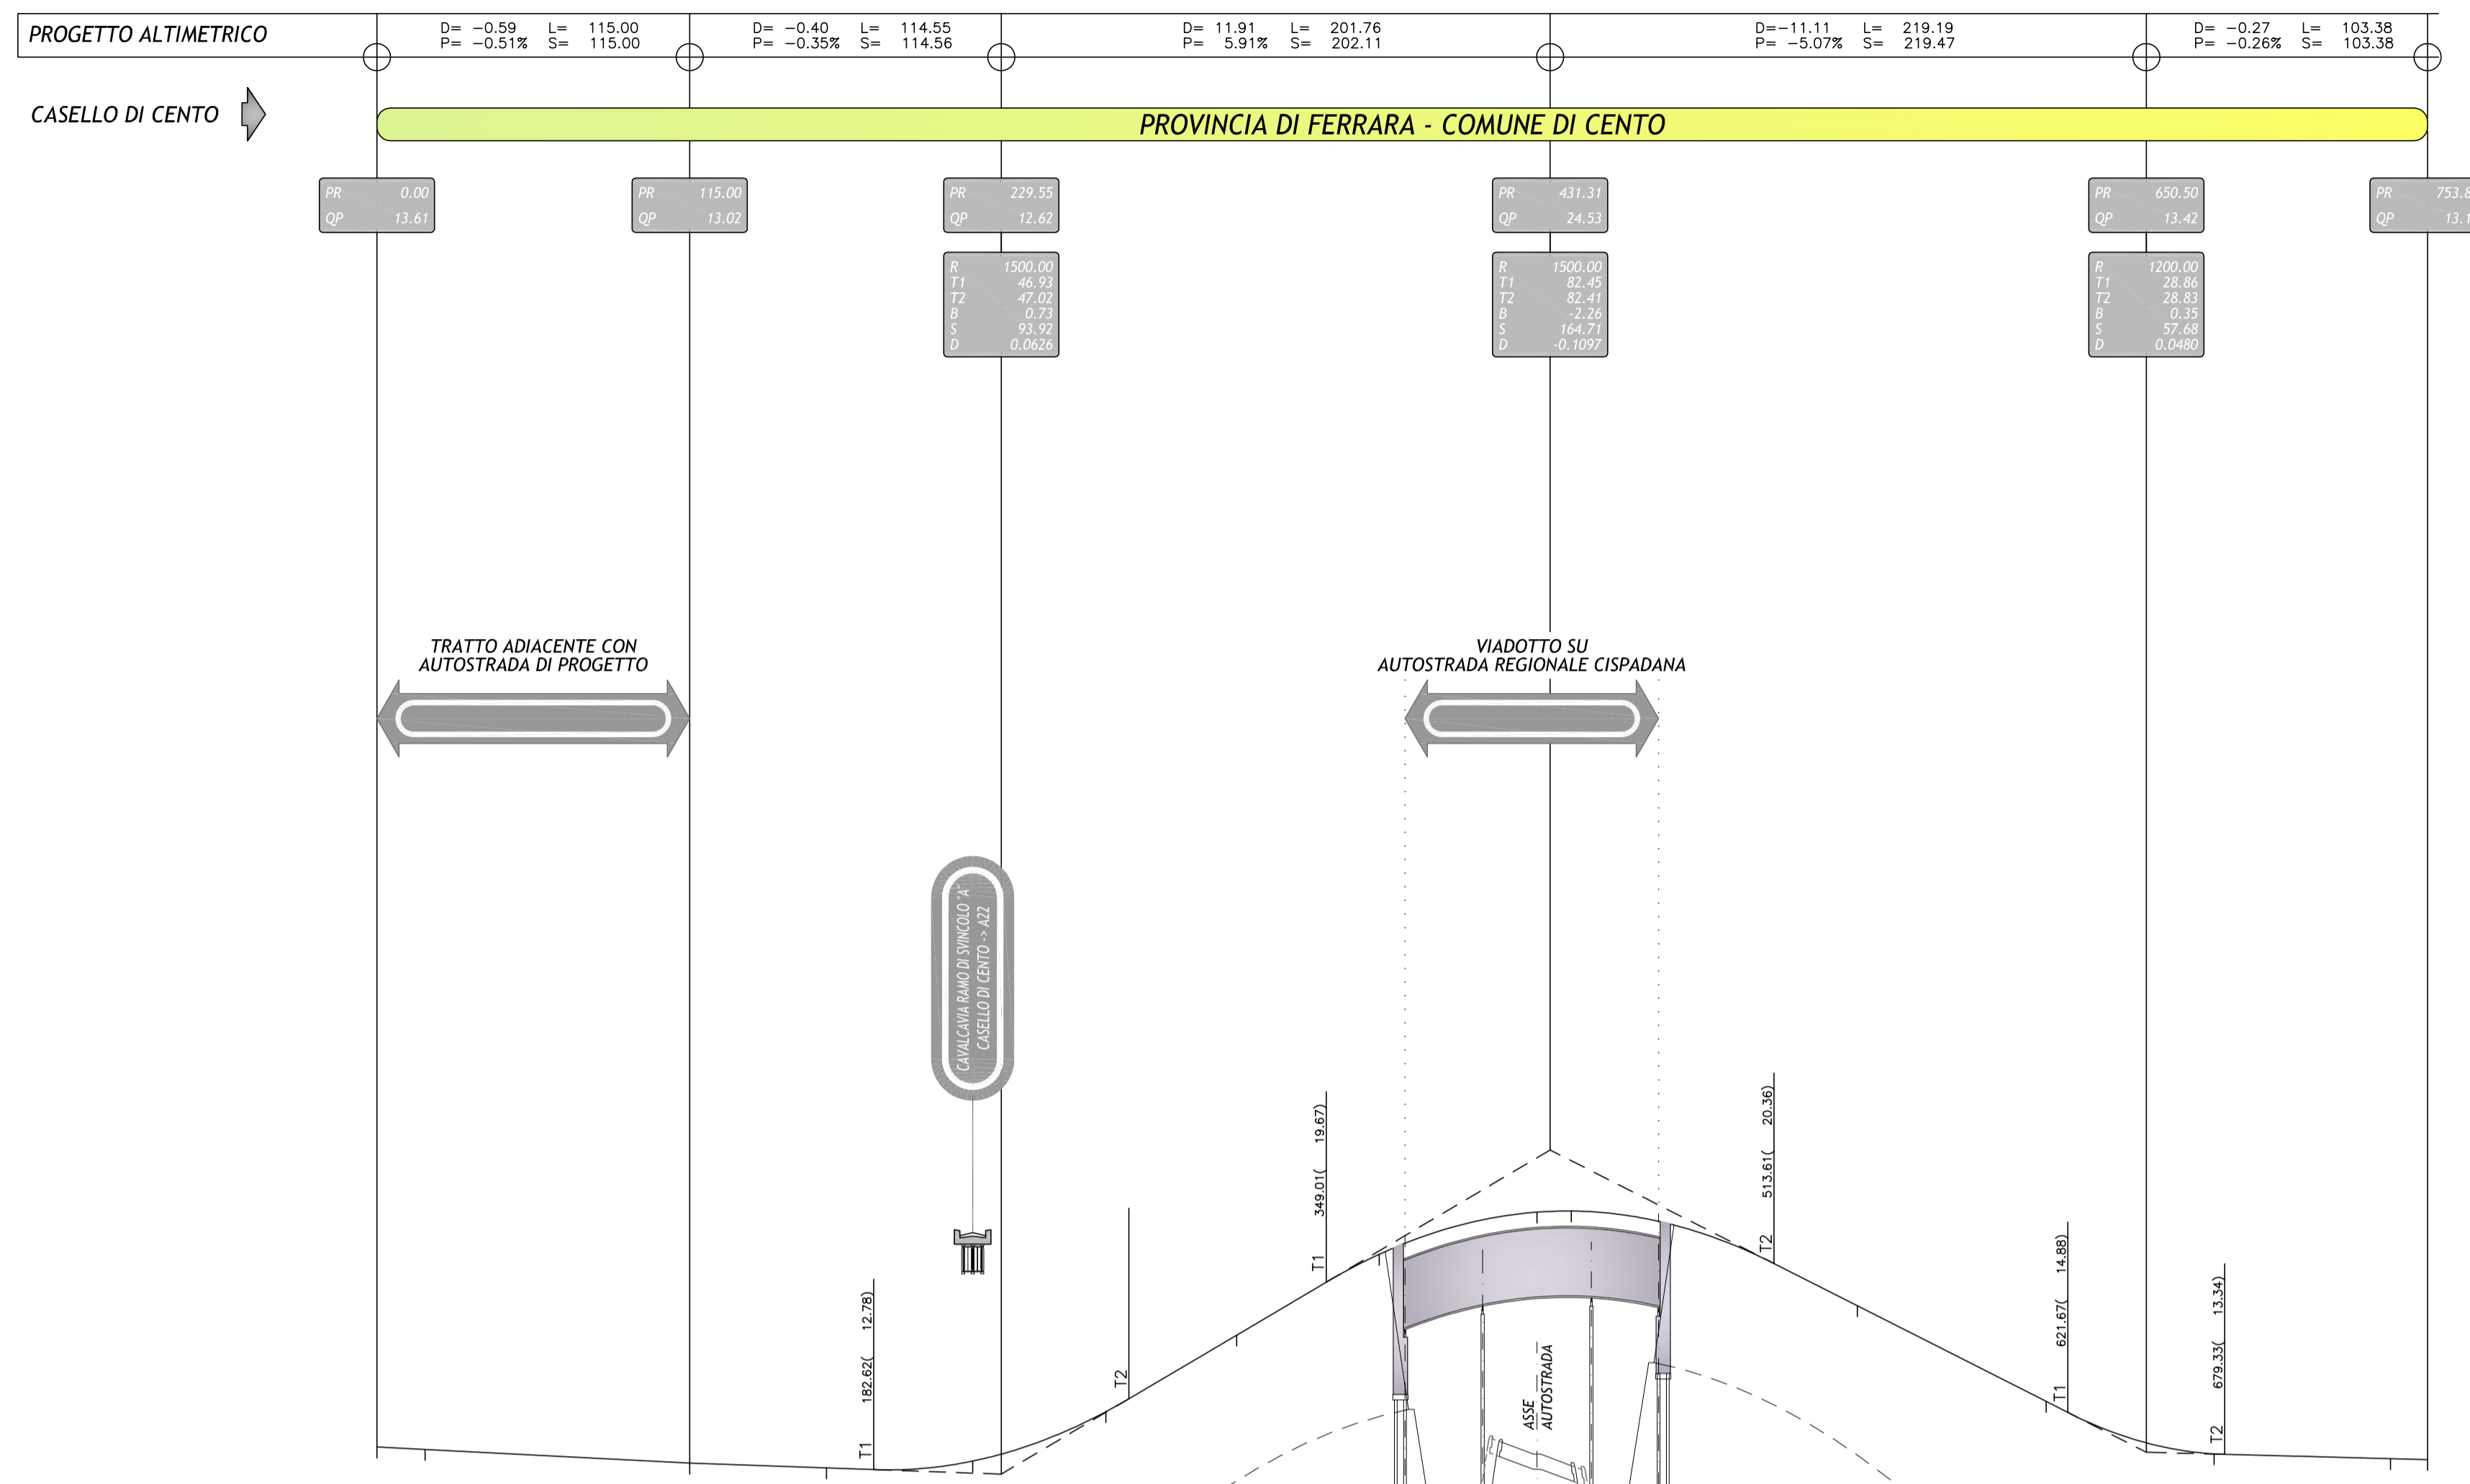 PROGETTO ALTIMETRICO
D= -0.59 L= 115.00
P= -0.51% S= 115.00
D= -0.40 L= 114.55
P= -0.35% S= 114.56
D= 11.91 L= 201.76
P= 5.91% S= 202.11
D=-11.11 L= 219.19
P= -5.07% S= 219.47
D= -0.27 L= 103.38
P= -0.26% S= 103.38
CASELLO DI CENTO
PROVINCIA DI FERRARA - COMUNE DI CENTO
PR 0.00
QP 13.61
PR 115.00
QP 13.02
PR 229.55
QP 12.62
PR 431.31
QP 24.53
PR 650.50
QP 13.42
PR 753.8
QP 13.1
R 1500.00
T1 46.93
T2 47.02
B 0.73
S 93.92
D 0.0626
R 1500.00
T1 82.45
T2 82.41
B -2.26
S 164.71
D -0.1097
R 1200.00
T1 28.86
T2 28.83
B 0.35
S 57.68
D 0.0480
TRATTO ADIACENTE CON
AUTOSTRADA DI PROGETTO
VIADOTTO SU
AUTOSTRADA REGIONALE CISPADANA
CAVALCAVIA RAMO DI SVINCOLO "A"
CASELLO DI CENTO -> A22
T1 182.62( 12.78)
T2
T1 349.01( 19.67)
T2 513.61( 20.36)
T1 621.67( 14.88)
T2 679.33( 13.34)
ASSE
AUTOSTRADA